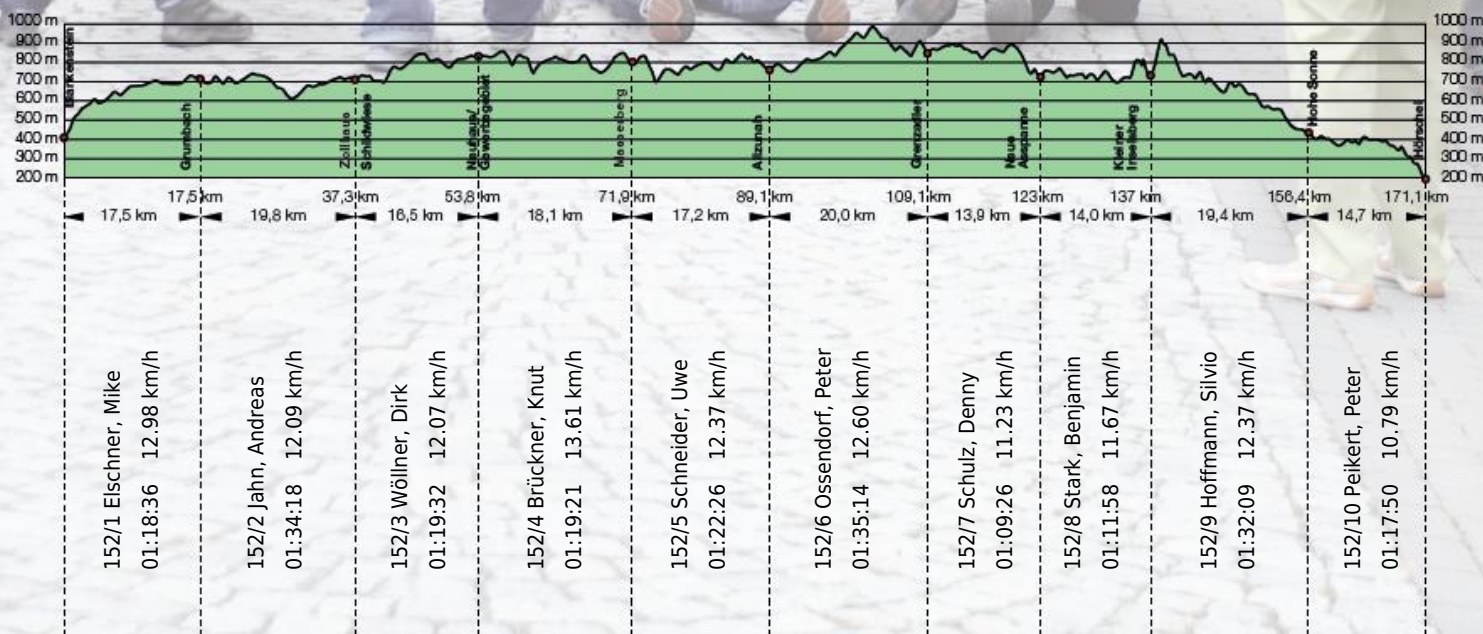 1000 m 1000 m
900 m 900 m
800 m 800 m
700 m 700 m
600 m 600 m
500 m 500 m
400 m 400 m
300 m 300 m
200 m 200 m
Blankenstein
Grumbach
Zollhaus
Schildwiese
Neuhaus/
Masserberg
Allzunah
Grenzadler
Neue
Ausspanne
Kleiner
Inselsberg
Hohe Sonne
Hörschel
17,5 km 37,3 km 53,8 km 71,9 km 89,1 km 109,1 km 123 km 137 km 156,4 km 171,1 km
17,5 km 19,8 km 16,5 km 18,1 km 17,2 km 20,0 km 13,9 km 14,0 km 19,4 km 14,7 km
152/1 Elschner, Mike
01:18:36 12.98 km/h
152/2 Jahn, Andreas
01:34:18 12.09 km/h
152/3 Wöllner, Dirk
01:19:32 12.07 km/h
152/4 Brückner, Knut
01:19:21 13.61 km/h
152/5 Schneider, Uwe
01:22:26 12.37 km/h
152/6 Ossendorf, Peter
01:35:14 12.60 km/h
152/7 Schulz, Denny
01:09:26 11.23 km/h
152/8 Stark, Benjamin
01:11:58 11.67 km/h
152/9 Hoffmann, Silvio
01:32:09 12.37 km/h
152/10 Peikert, Peter
01:17:50 10.79 km/h